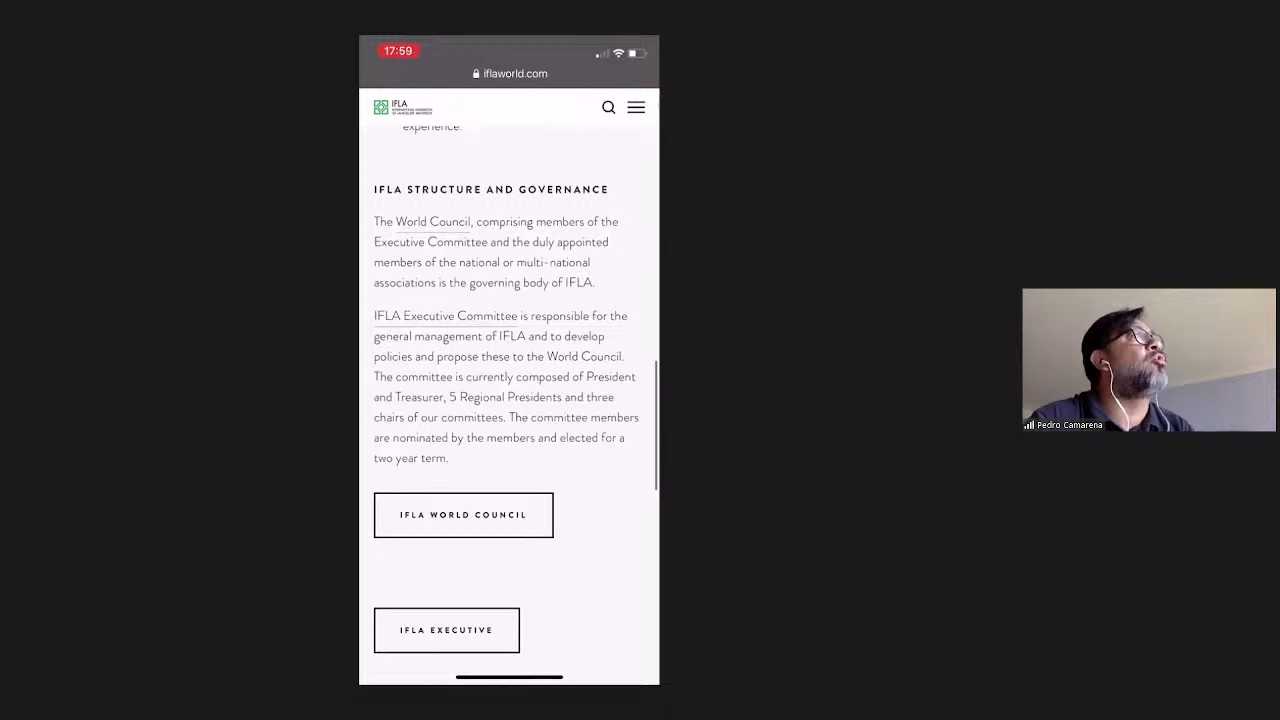 17:59
iflaworld.com
IFLA
INTERNATIONAL FEDERATION
OF LANDSCAPE ARCHITECTS
experience.
IFLA STRUCTURE AND GOVERNANCE
The World Council, comprising members of the
Executive Committee and the duly appointed
members of the national or multi-national
associations is the governing body of IFLA.
IFLA Executive Committee is responsible for the
general management of IFLA and to develop
policies and propose these to the World Council.
The committee is currently composed of President
and Treasurer, 5 Regional Presidents and three
chairs of our committees. The committee members
are nominated by the members and elected for a
two year term.
IFLA WORLD COUNCIL
IFLA EXECUTIVE
Pedro Camarena